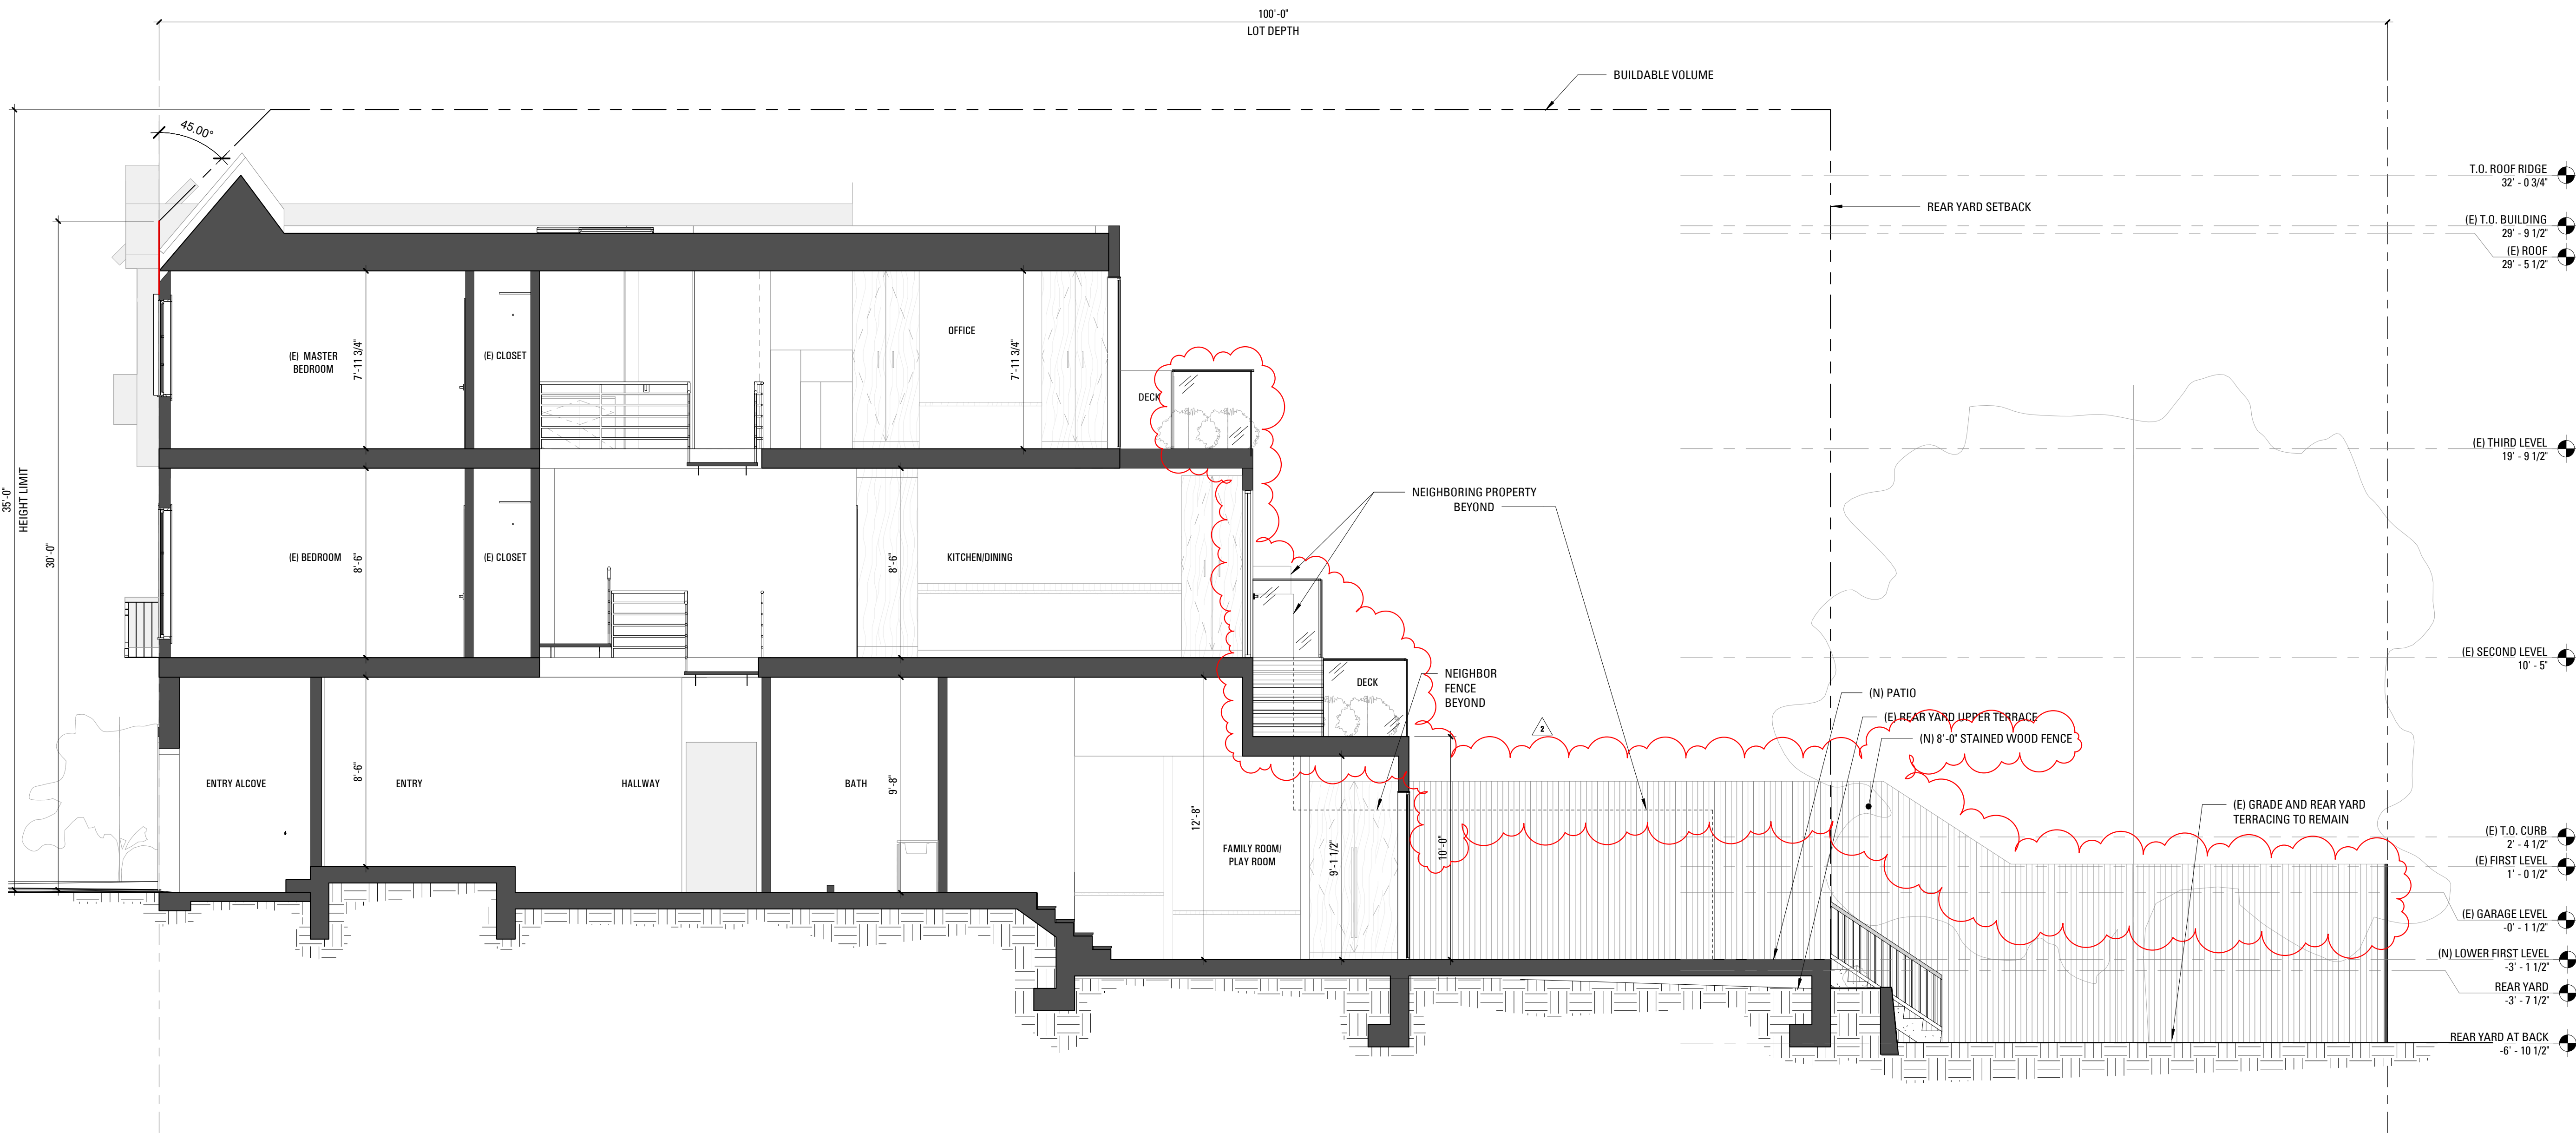 100'-0"
LOT DEPTH
BUILDABLE VOLUME
45.00°
T.O. ROOF RIDGE
32' - 0 3/4"
REAR YARD SETBACK
(E) T.O. BUILDING
29' - 9 1/2"
(E) ROOF
29' - 5 1/2"
35'-0"
HEIGHT LIMIT
30'-0"
(E) MASTER
BEDROOM
7'-11 3/4"
(E) CLOSET
OFFICE
7'-11 3/4"
DECK
(E) THIRD LEVEL
19' - 9 1/2"
NEIGHBORING PROPERTY
BEYOND
(E) BEDROOM
8'-6"
(E) CLOSET
8'-6"
KITCHEN/DINING
(E) SECOND LEVEL
10' - 5"
NEIGHBOR
FENCE
BEYOND
DECK
(N) PATIO
(E) REAR YARD UPPER TERRACE
2
(N) 8'-0" STAINED WOOD FENCE
ENTRY ALCOVE
8'-6"
ENTRY
HALLWAY
BATH
9'-8"
12'-8"
FAMILY ROOM/
PLAY ROOM
9'-1 1/2"
10'-0"
(E) GRADE AND REAR YARD
TERRACING TO REMAIN
(E) T.O. CURB
2' - 4 1/2"
(E) FIRST LEVEL
1' - 0 1/2"
(E) GARAGE LEVEL
-0' - 1 1/2"
(N) LOWER FIRST LEVEL
-3' - 1 1/2"
REAR YARD
-3' - 7 1/2"
REAR YARD AT BACK
-6' - 10 1/2"